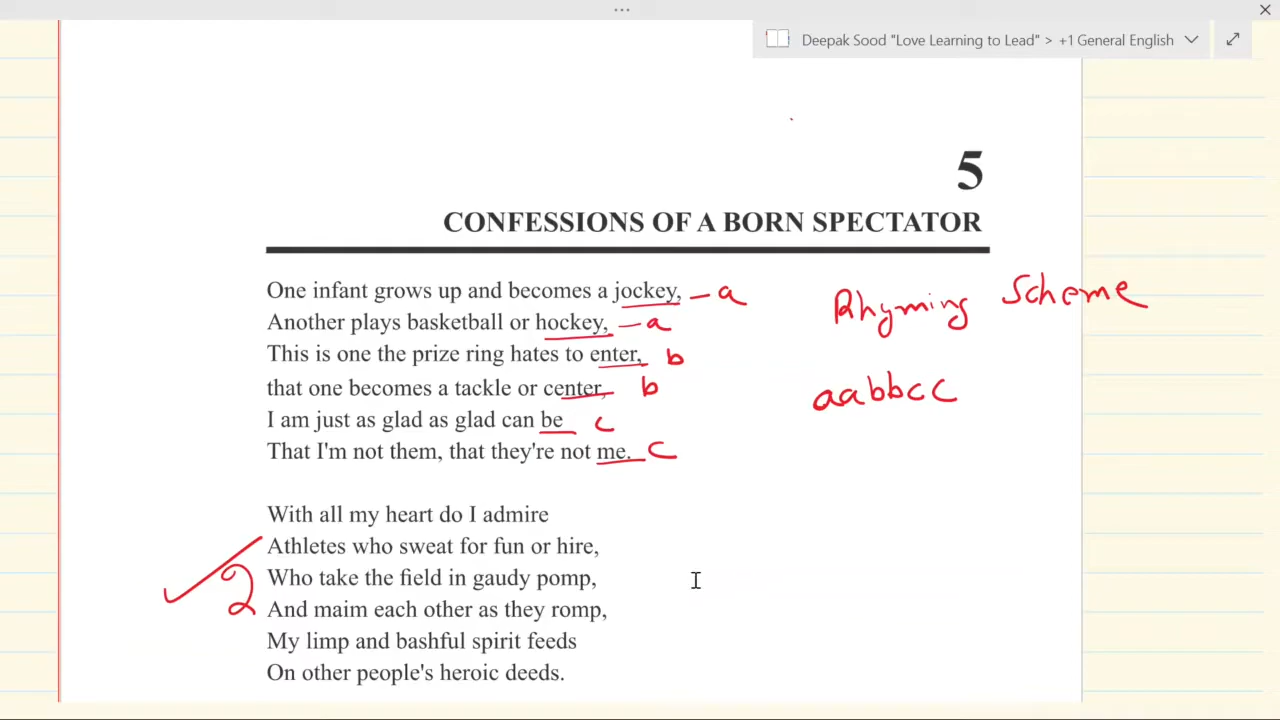 Deepak Sood "Love Learning to Lead" > +1 General English
5
CONFESSIONS OF A BORN SPECTATOR
One infant grows up and becomes a jockey, – a
Another plays basketball or hockey, – a
This is one the prize ring hates to enter, b
that one becomes a tackle or center, b
I am just as glad as glad can be c
That I'm not them, that they're not me. c
Rhyming Scheme
aabbcc
With all my heart do I admire
Athletes who sweat for fun or hire,
2 Who take the field in gaudy pomp,
And maim each other as they romp,
My limp and bashful spirit feeds
On other people's heroic deeds.